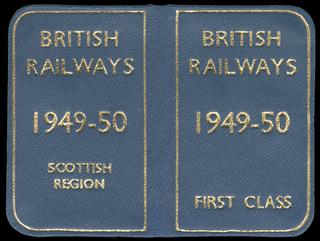 BRITISH
RAILWAYS
1949-50
SCOTTISH
REGION
BRITISH
RAILWAYS
1949-50
FIRST CLASS